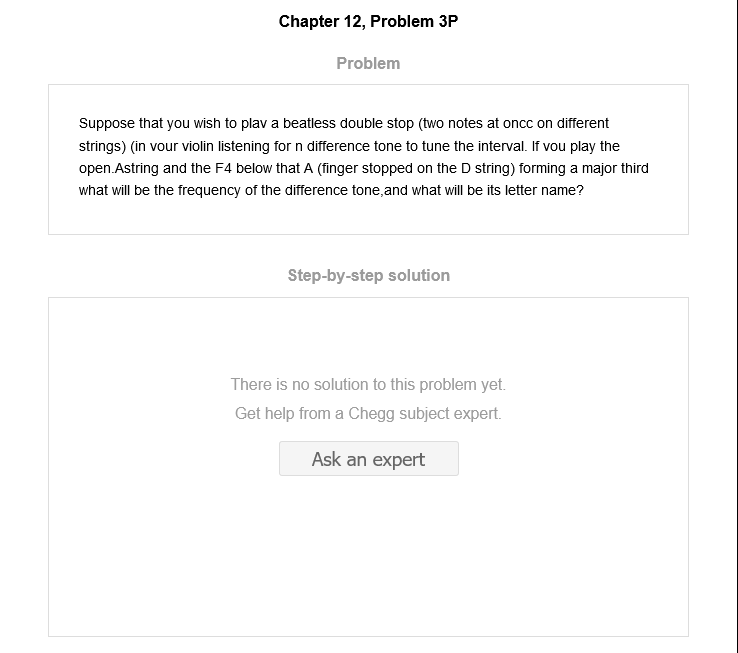 Chapter 12, Problem 3P
Problem
Suppose that you wish to plav a beatless double stop (two notes at oncc on different
strings) (in vour violin listening for n difference tone to tune the interval. If vou play the
open.Astring and the F4 below that A (finger stopped on the D string) forming a major third
what will be the frequency of the difference tone,and what will be its letter name?
Step-by-step solution
There is no solution to this problem yet.
Get help from a Chegg subject expert.
Ask an expert